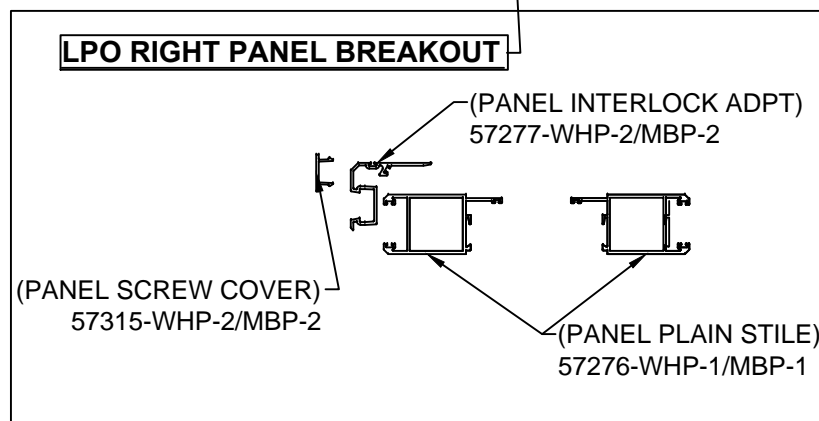 LPO RIGHT PANEL BREAKOUT
(PANEL INTERLOCK ADPT)
57277-WHP-2/MBP-2
(PANEL SCREW COVER)
57315-WHP-2/MBP-2
(PANEL PLAIN STILE)
57276-WHP-1/MBP-1